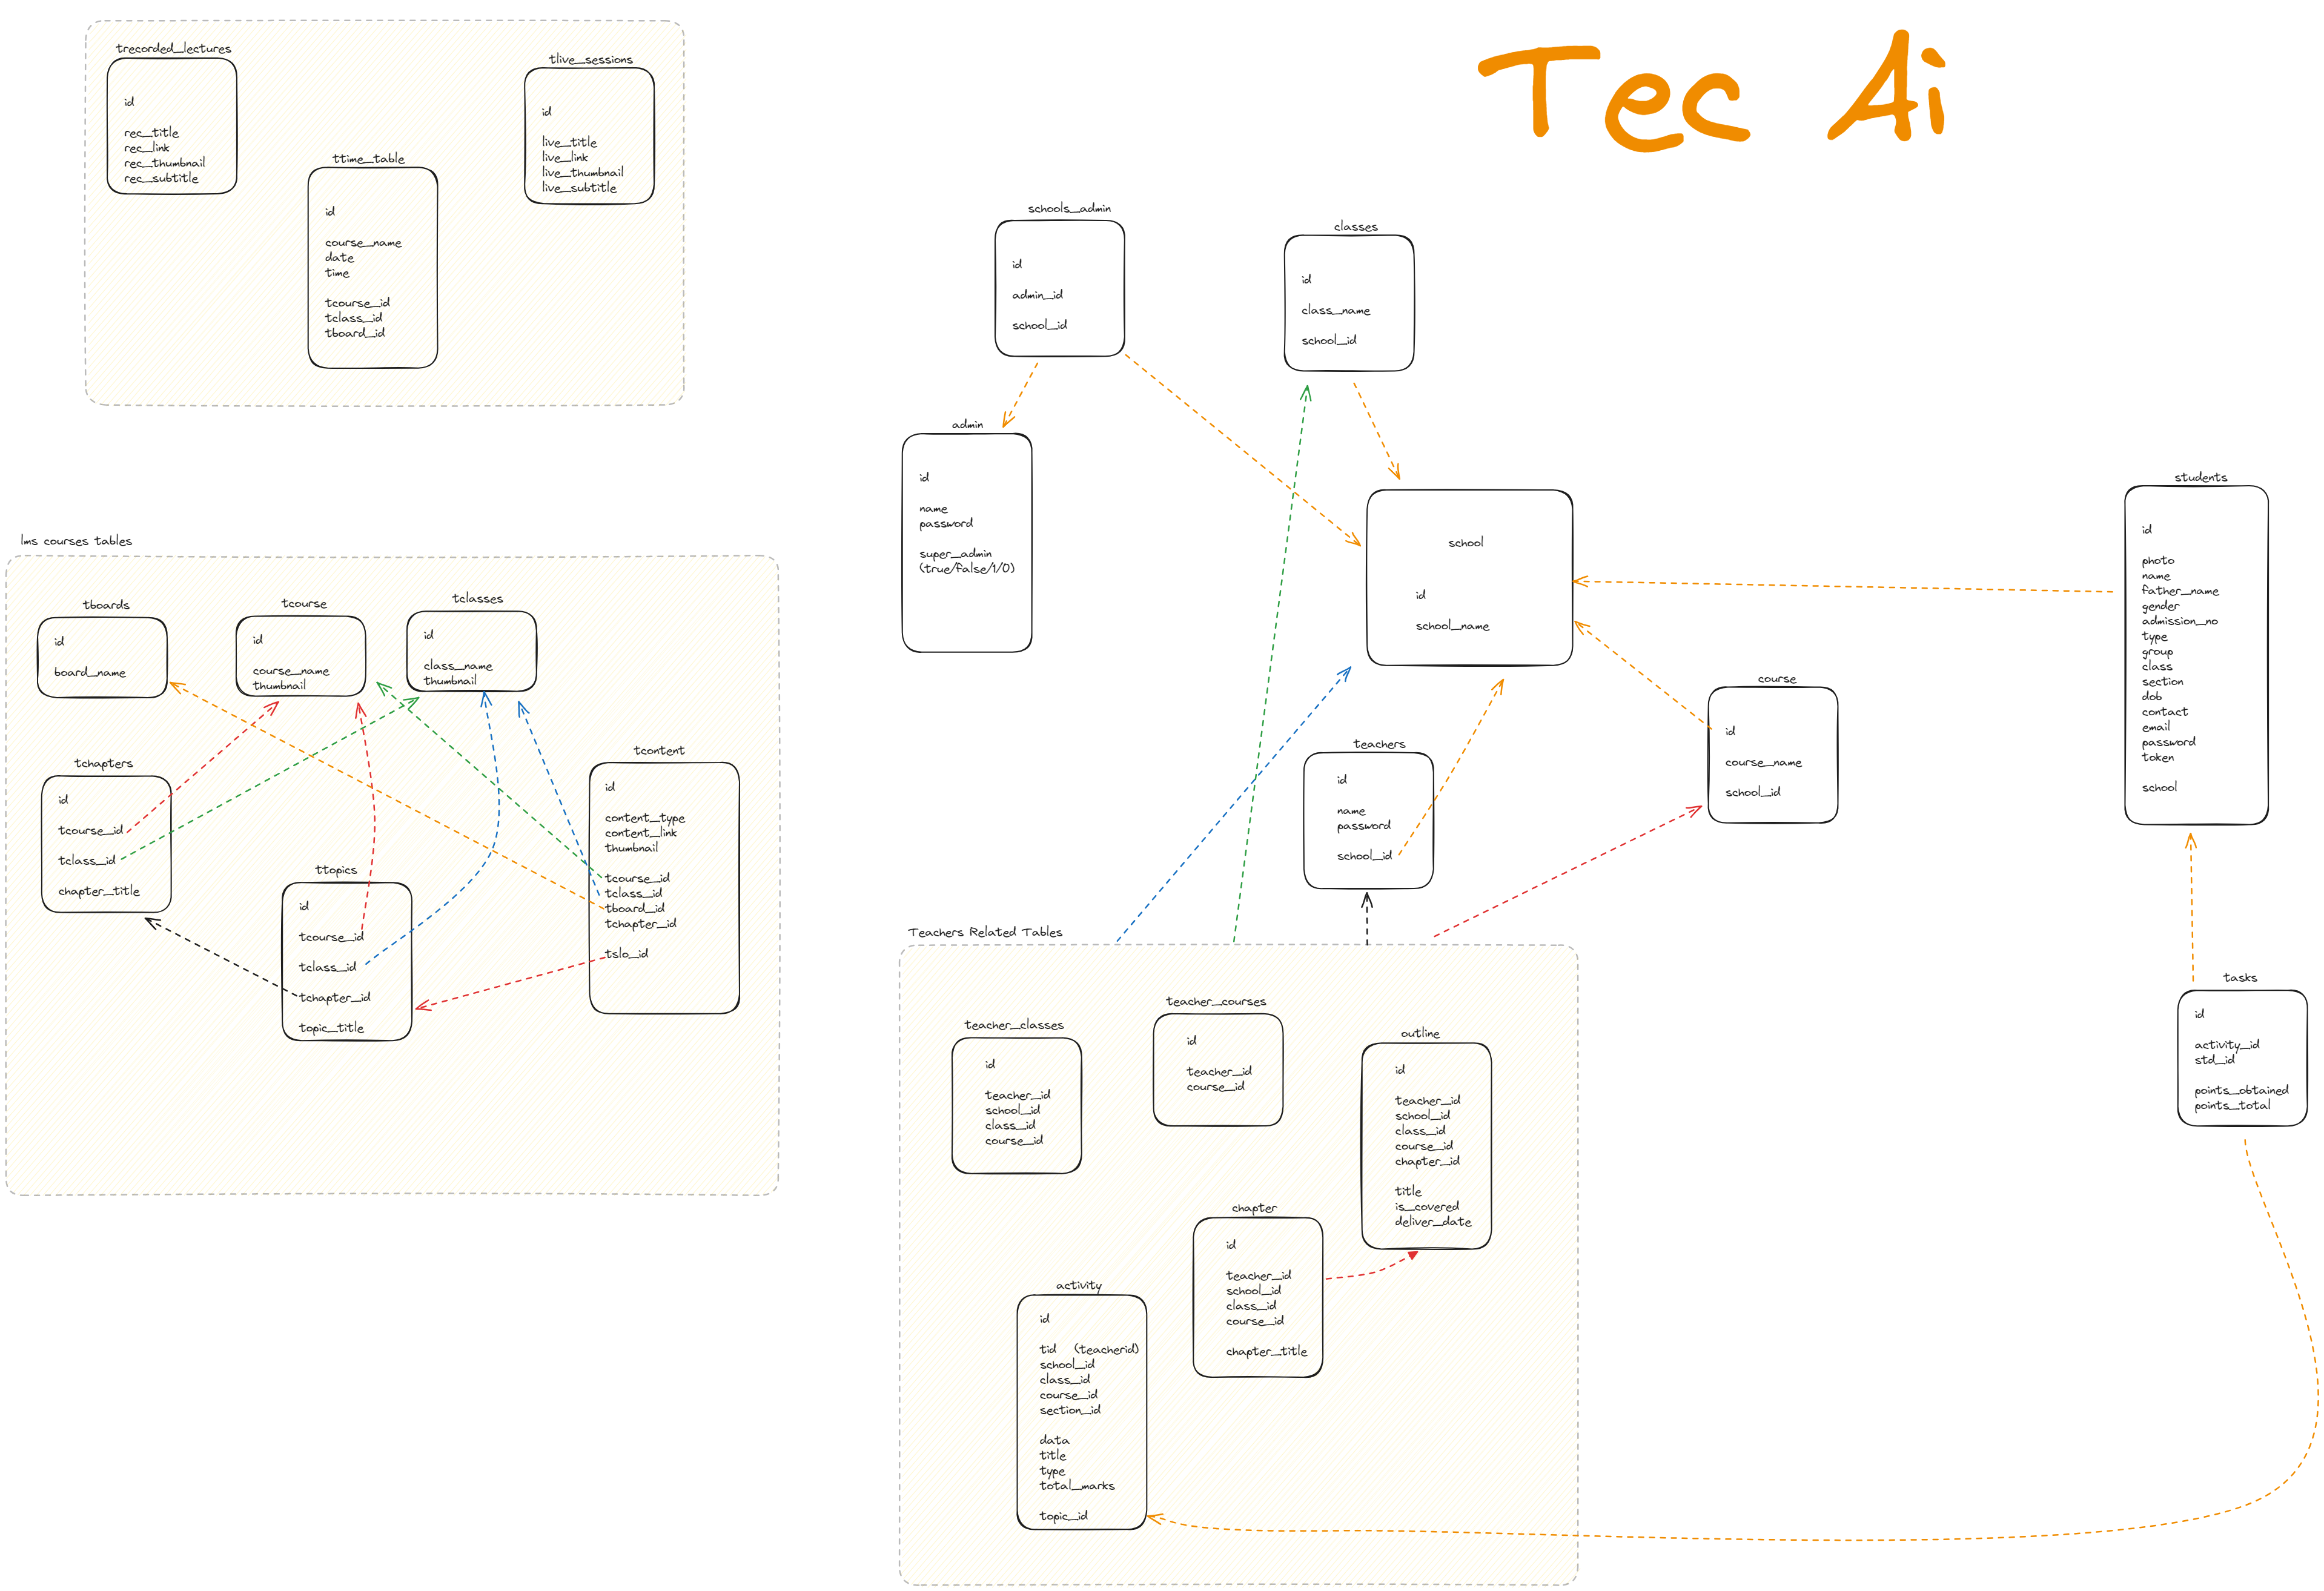 Tec Ai
trecorded_lectures
id
rec_title
rec_link
rec_thumbnail
rec_subtitle
ttime_table
id
course_name
date
time
tcourse_id
tclass_id
tboard_id
tlive_sessions
id
live_title
live_link
live_thumbnail
live_subtitle
lms courses tables
tboards
id
board_name
tcourse
id
course_name
thumbnail
tclasses
id
class_name
thumbnail
tchapters
id
tcourse_id
tclass_id
chapter_title
ttopics
id
tcourse_id
tclass_id
tchapter_id
topic_title
tcontent
id
content_type
content_link
thumbnail
tcourse_id
tclass_id
tboard_id
tchapter_id
tslo_id
schools_admin
id
admin_id
school_id
classes
id
class_name
school_id
admin
id
name
password
super_admin
(true/false/1/0)
school
id
school_name
students
id
photo
name
father_name
gender
admission_no
type
group
class
section
dob
contact
email
password
token
school
course
id
course_name
school_id
teachers
id
name
password
school_id
Teachers Related Tables
teacher_classes
id
teacher_id
school_id
class_id
course_id
teacher_courses
id
teacher_id
course_id
outline
id
teacher_id
school_id
class_id
course_id
chapter_id
title
is_covered
deliver_date
chapter
id
teacher_id
school_id
class_id
course_id
chapter_title
activity
id
tid (teacherid)
school_id
class_id
course_id
section_id
data
title
type
total_marks
topic_id
tasks
id
activity_id
std_id
points_obtained
points_total